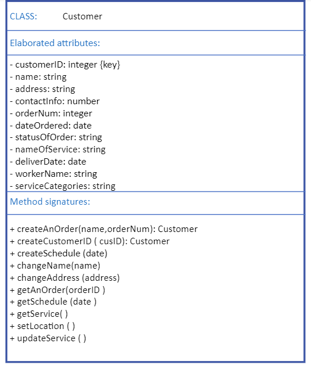 CLASS: Customer
Elaborated attributes:
- customerID: integer {key}
- name: string
- address: string
- contactInfo: number
- orderNum: integer
- dateOrdered: date
- statusOfOrder: string
- nameOfService: string
- deliverDate: date
- workerName: string
- serviceCategories: string
Method signatures:
+ createAnOrder(name,orderNum): Customer
+ createCustomerID ( cusID): Customer
+ createSchedule (date)
+ changeName(name)
+ changeAddress (address)
+ getAnOrder(orderID )
+ getSchedule (date )
+ getService( )
+ setLocation ( )
+ updateService ( )